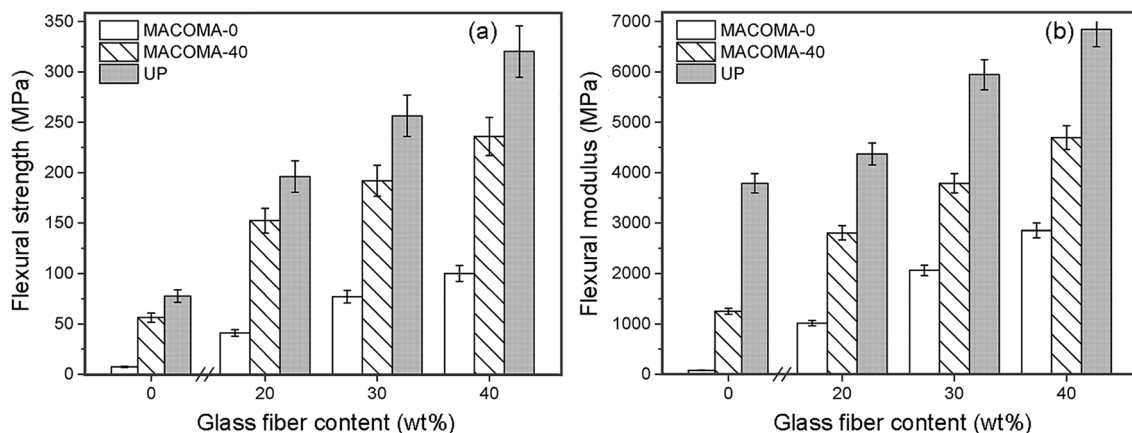 (a)
MACOMA-0
MACOMA-40
UP
Flexural strength (MPa)
350
300
250
200
150
100
50
0
0 20 30 40
Glass fiber content (wt%)
(b)
MACOMA-0
MACOMA-40
UP
Flexural modulus (MPa)
7000
6000
5000
4000
3000
2000
1000
0
0 20 30 40
Glass fiber content (wt%)